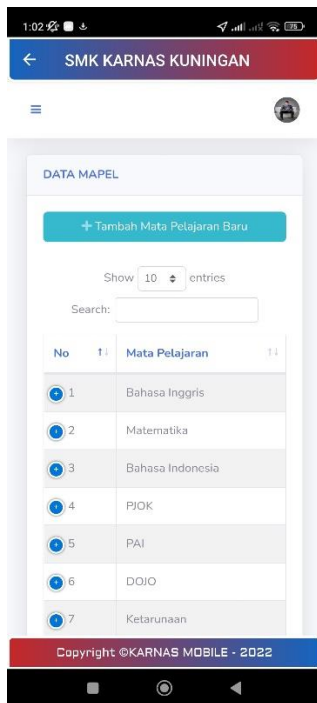 1:02
75
SMK KARNAS KUNINGAN
DATA MAPEL
+ Tambah Mata Pelajaran Baru
Show 10 entries
Search:
No Mata Pelajaran
1 Bahasa Inggris
2 Matematika
3 Bahasa Indonesia
4 PJOK
5 PAI
6 DOJO
7 Ketarunaan
Copyright ©KARNAS MOBILE - 2022